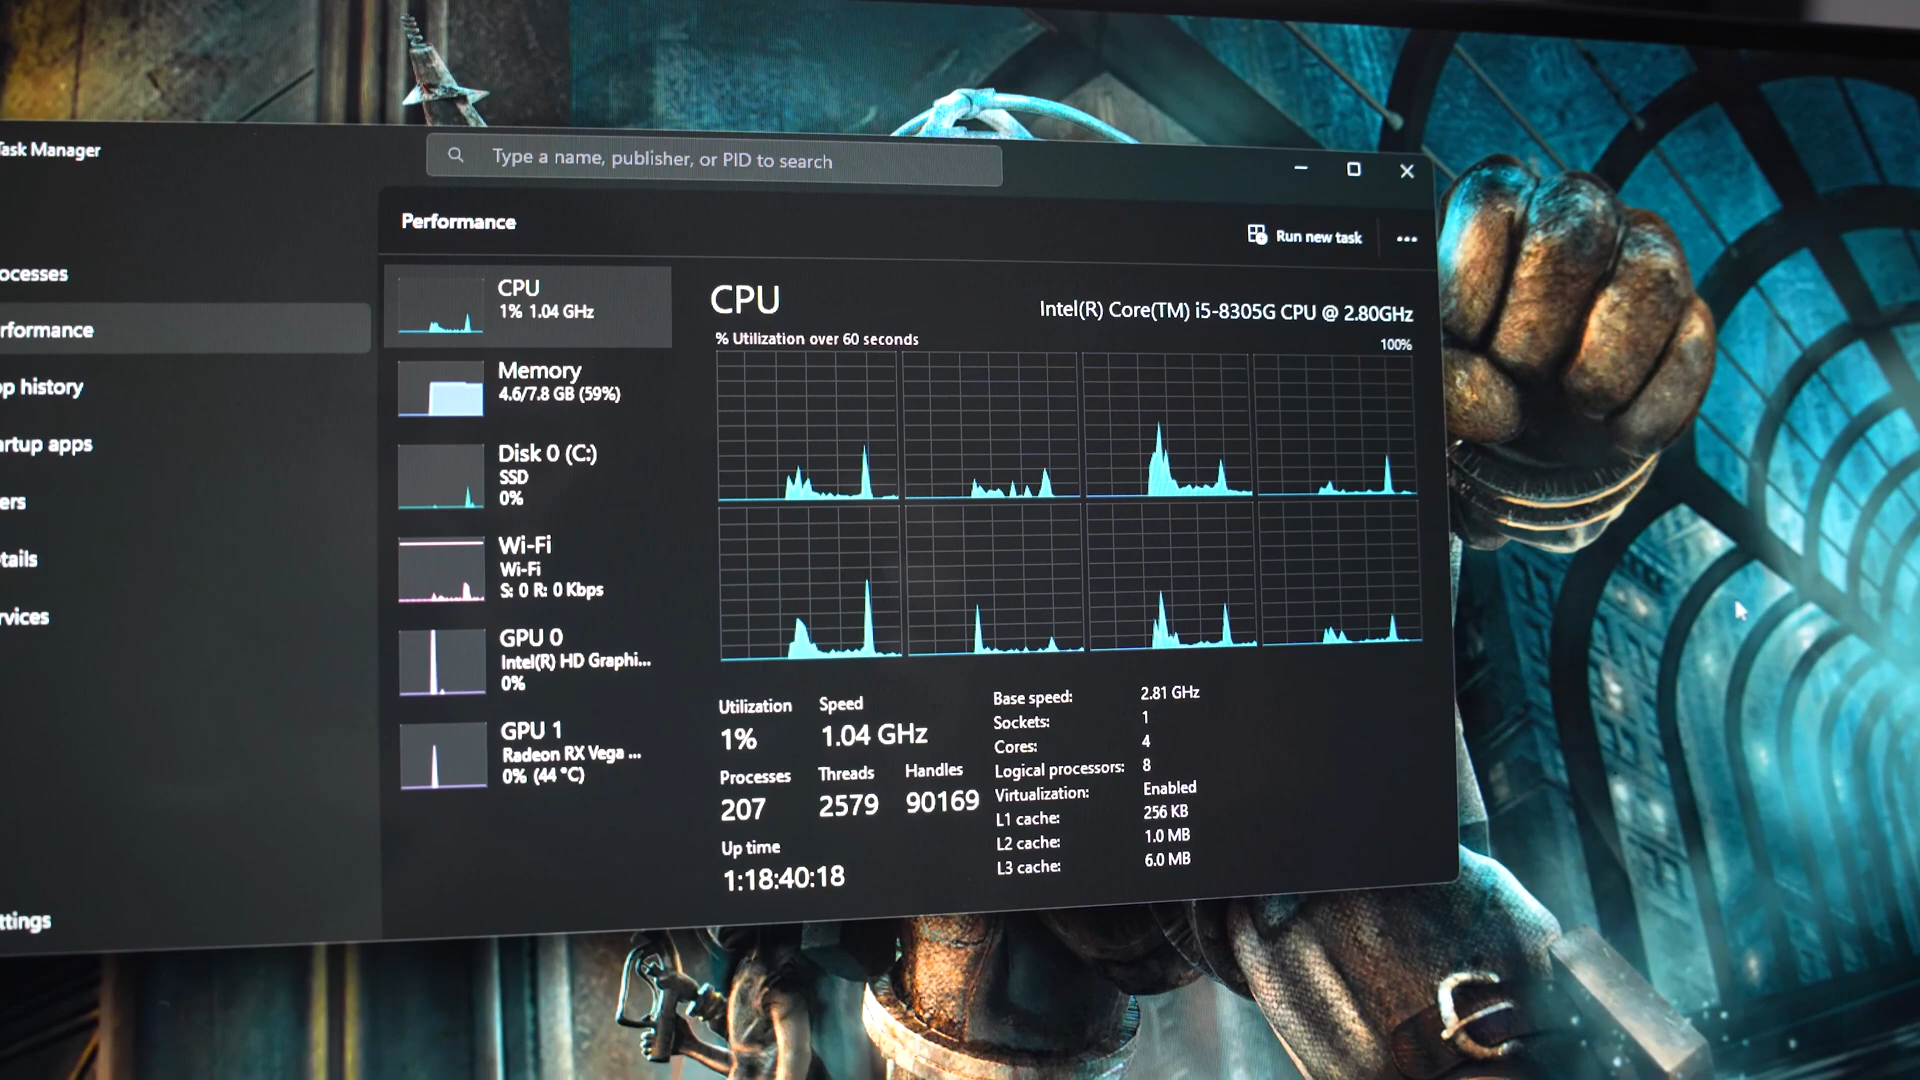 Task Manager
Type a name, publisher, or PID to search
Performance
Run new task
ocesses
rformance
pp history
artup apps
ers
tails
rvices
ttings
CPU
1% 1.04 GHz
Memory
4.6/7.8 GB (59%)
Disk 0 (C:)
SSD
0%
Wi-Fi
Wi-Fi
S: 0 R: 0 Kbps
GPU 0
Intel(R) HD Graphi...
0%
GPU 1
Radeon RX Vega ...
0% (44 °C)
CPU
Intel(R) Core(TM) i5-8305G CPU @ 2.80GHz
% Utilization over 60 seconds
100%
Utilization
1%
Speed
1.04 GHz
Processes
207
Threads
2579
Handles
90169
Up time
1:18:40:18
Base speed: 2.81 GHz
Sockets: 1
Cores: 4
Logical processors: 8
Virtualization: Enabled
L1 cache: 256 KB
L2 cache: 1.0 MB
L3 cache: 6.0 MB